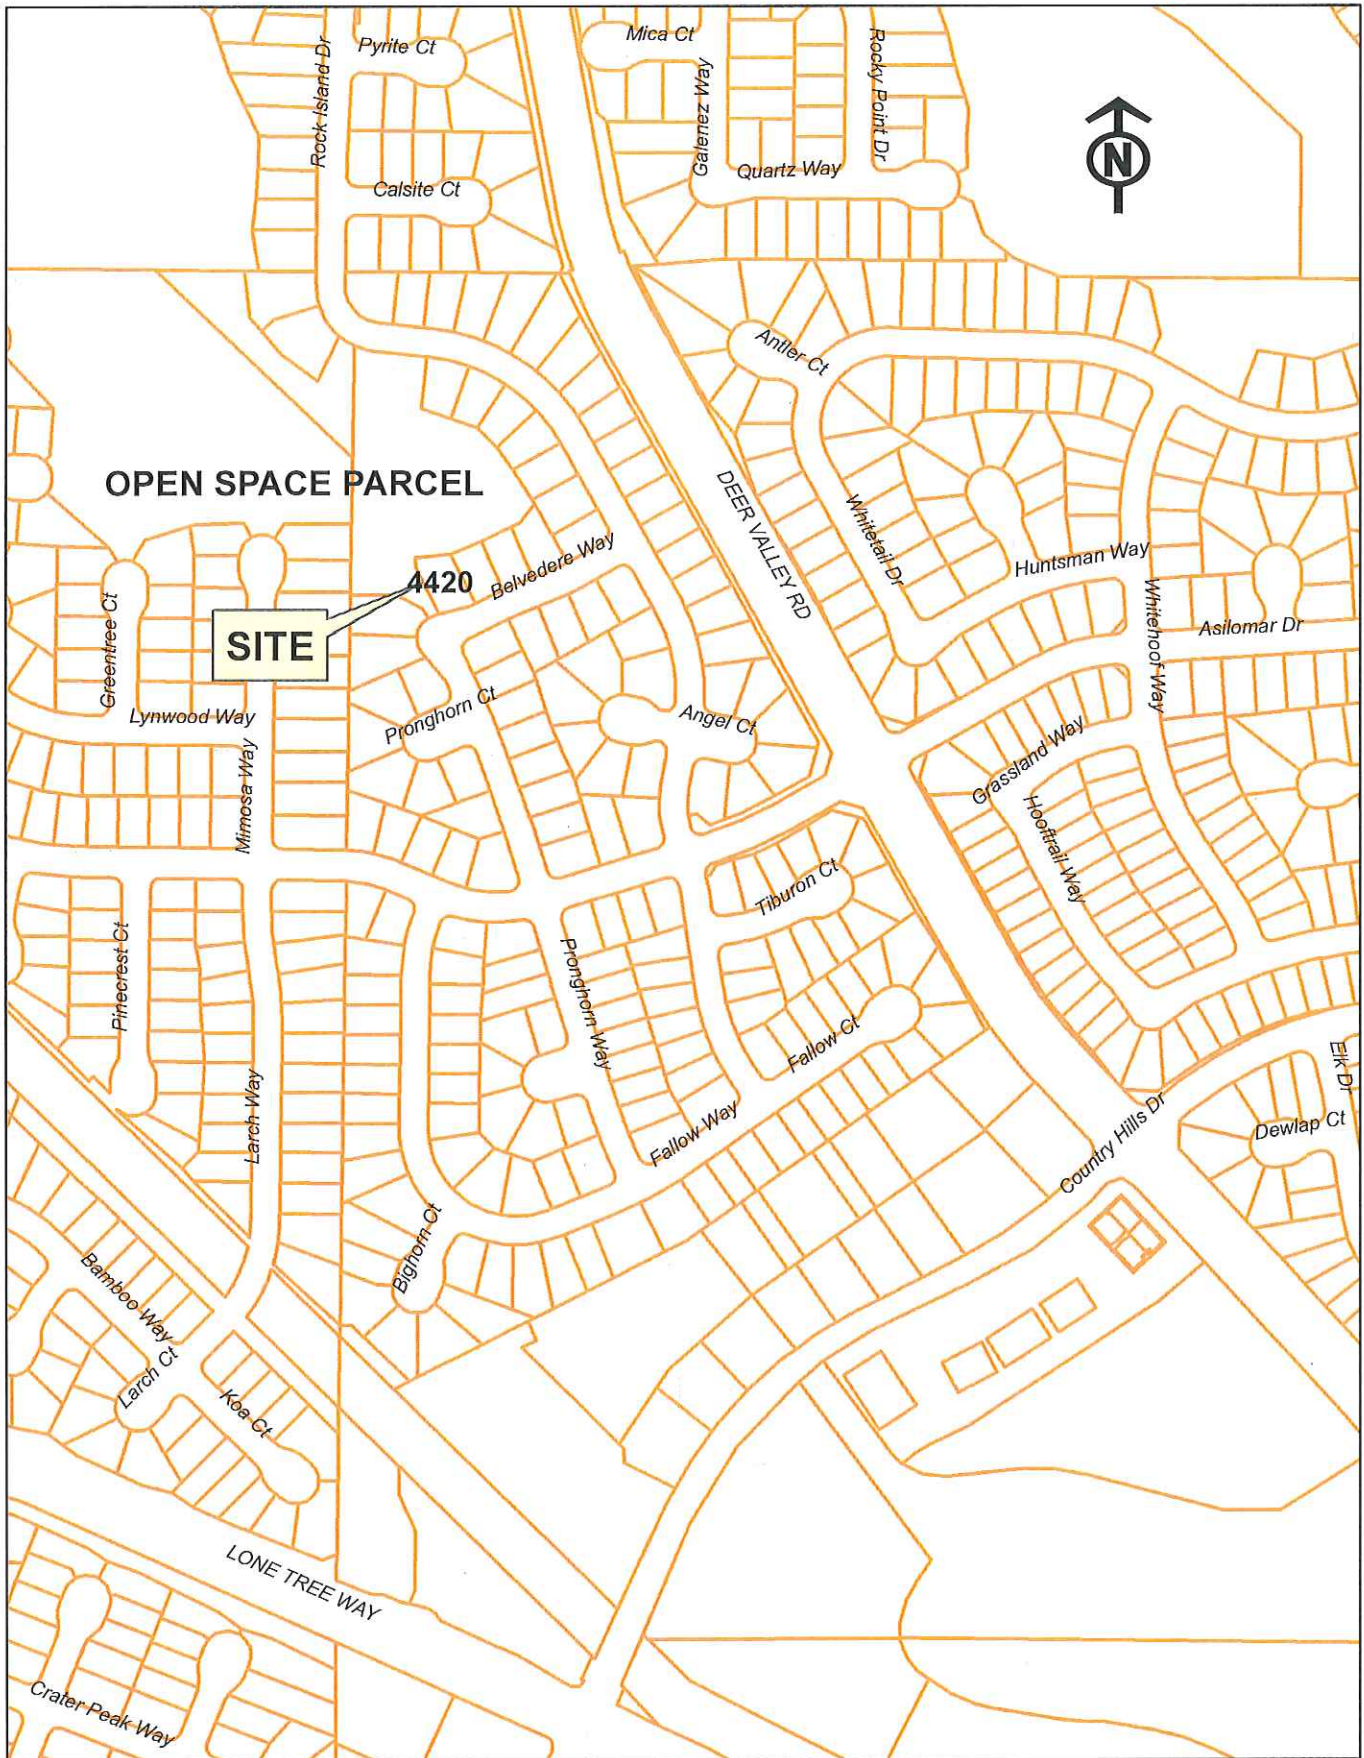 Pyrite Ct
Mica Ct
Rock Island Dr
Galenez Way
Rocky Point Dr
N
Quartz Way
Calsite Ct
Antler Ct
OPEN SPACE PARCEL
DEER VALLEY RD
Whitetail Dr
Huntsman Way
Belvedere Way
4420
Whitehoof Way
Asilomar Dr
Greentree Ct
SITE
Lynwood Way
Pronghorn Ct
Angel Ct
Mimosa Way
Grassland Way
Hooftrail Way
Tiburon Ct
Pinecrest Ct
Pronghorn Way
Fallow Ct
Elk Dr
Larch Way
Fallow Way
Country Hills Dr
Dewlap Ct
Bighorn Ct
Bamboo Way
Larch Ct
Koa Ct
LONE TREE WAY
Crater Peak Way